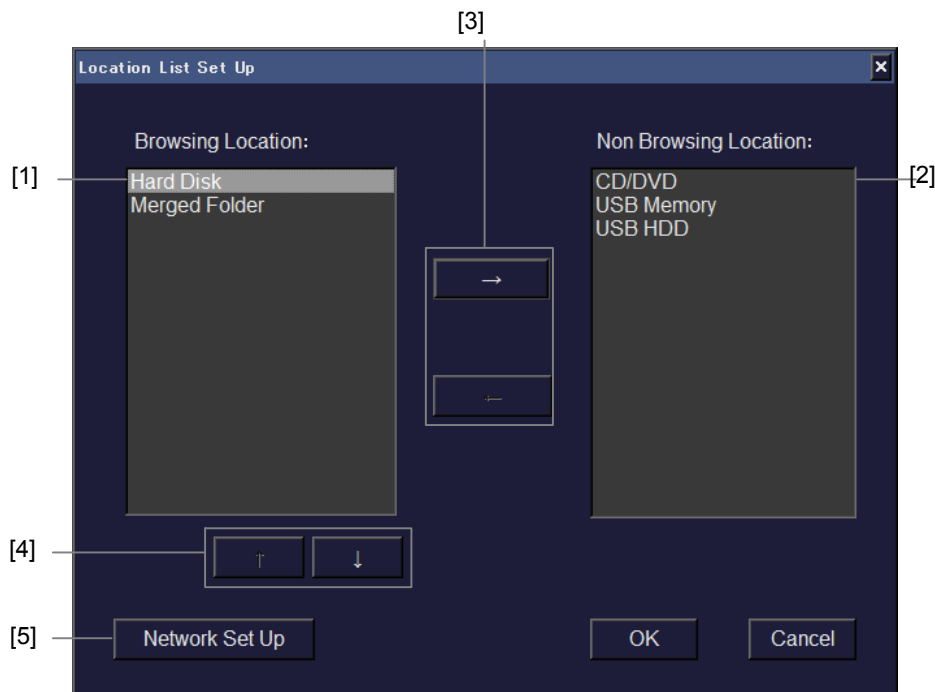 [3]
Location List Set Up
×
Browsing Location:
Non Browsing Location:
[1]
Hard Disk
Merged Folder
CD/DVD
USB Memory
USB HDD
[2]
→
←
[4]
↑
↓
[5]
Network Set Up
OK
Cancel